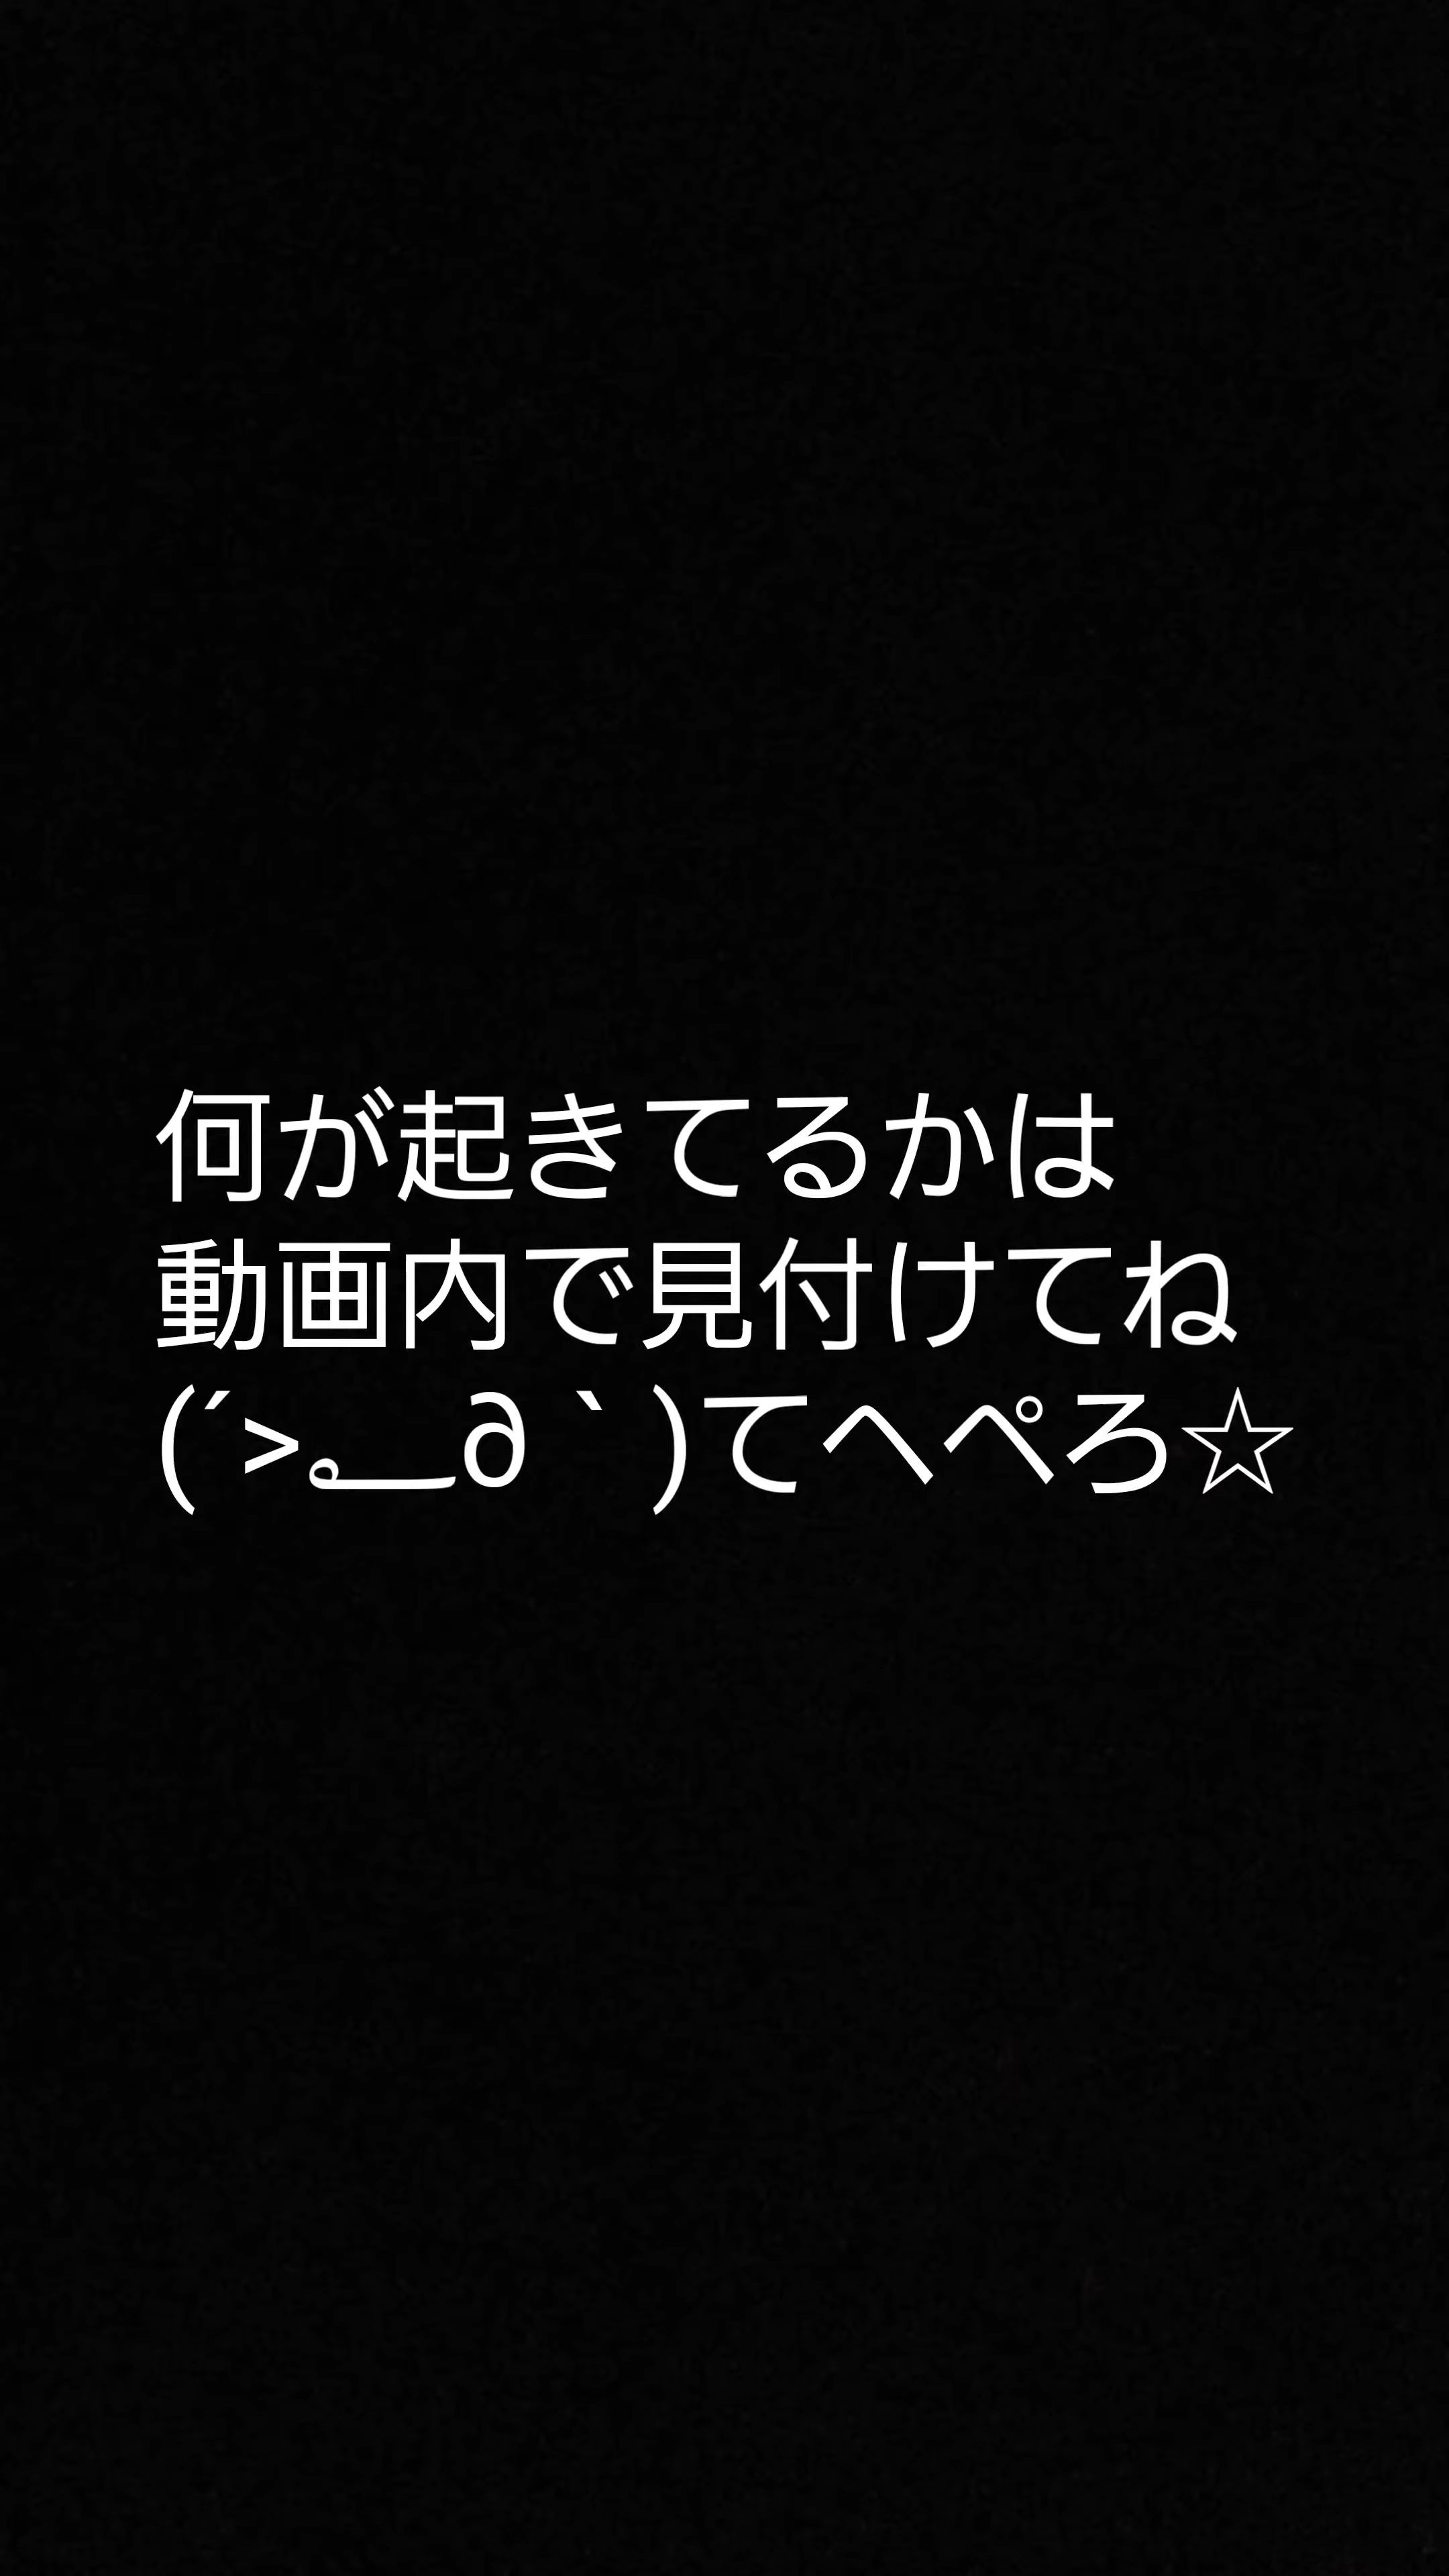 何が起きてるかは
動画内で見付けてね
(´>؂∂｀)てへぺろ☆